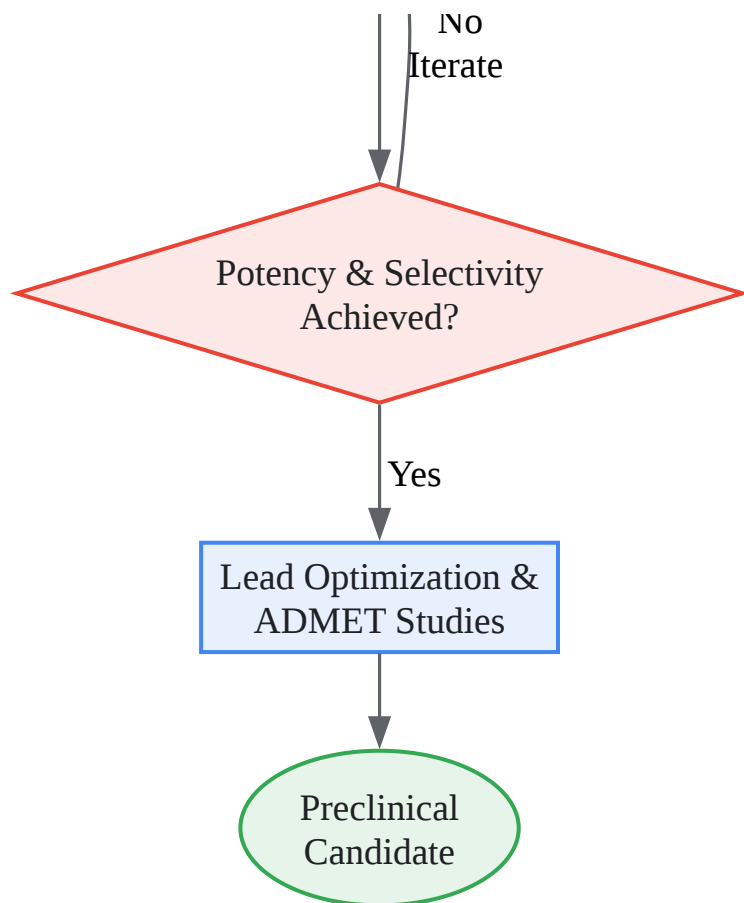 No
Iterate
Potency & Selectivity
Achieved?
Yes
Lead Optimization &
ADMET Studies
Preclinical
Candidate